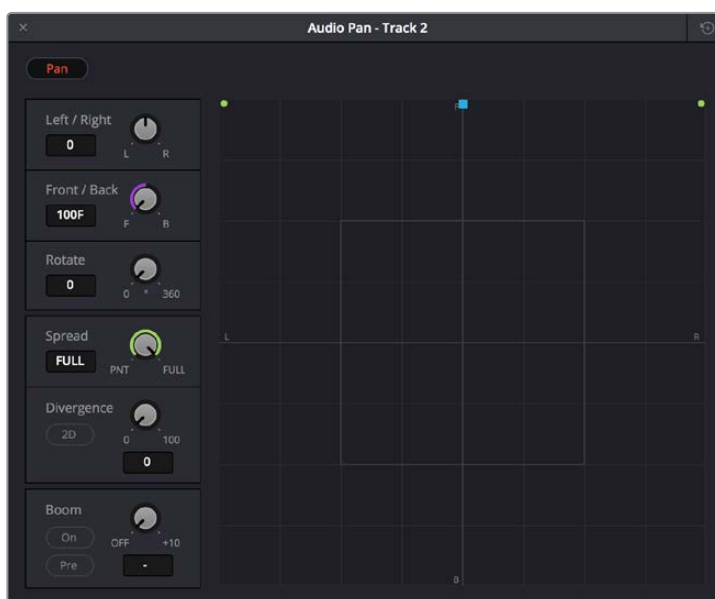 Audio Pan - Track 2
Pan
Left / Right
0
L R
Front / Back
100F
F B
Rotate
0
0 ° 360
Spread
FULL
PNT FULL
Divergence
2D
0 100
0
Boom
On
OFF +10
Pre
-
F
L R
B